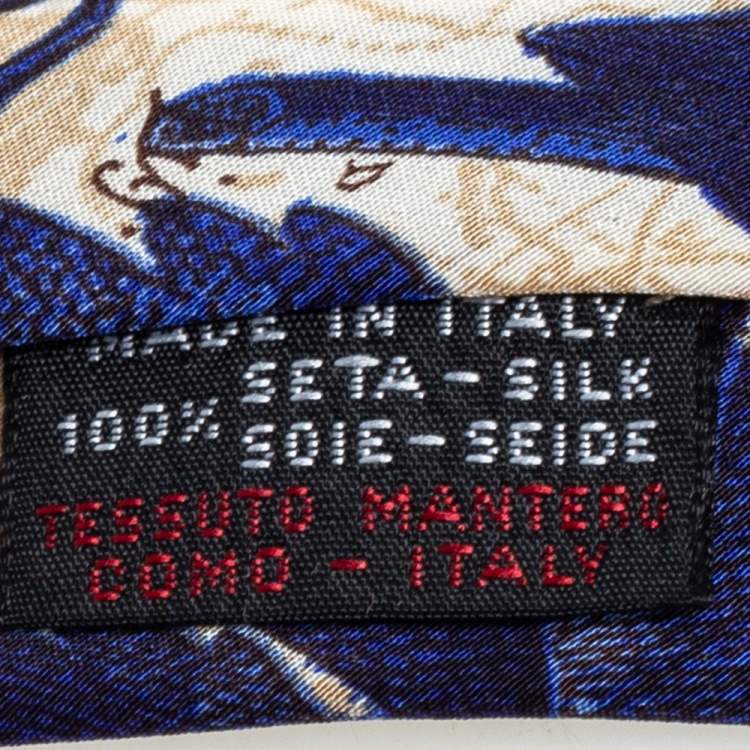 MADE IN ITALY
SETA - SILK
100%
SOIE - SEIDE
TESSUTO MANTERO
COMO - ITALY